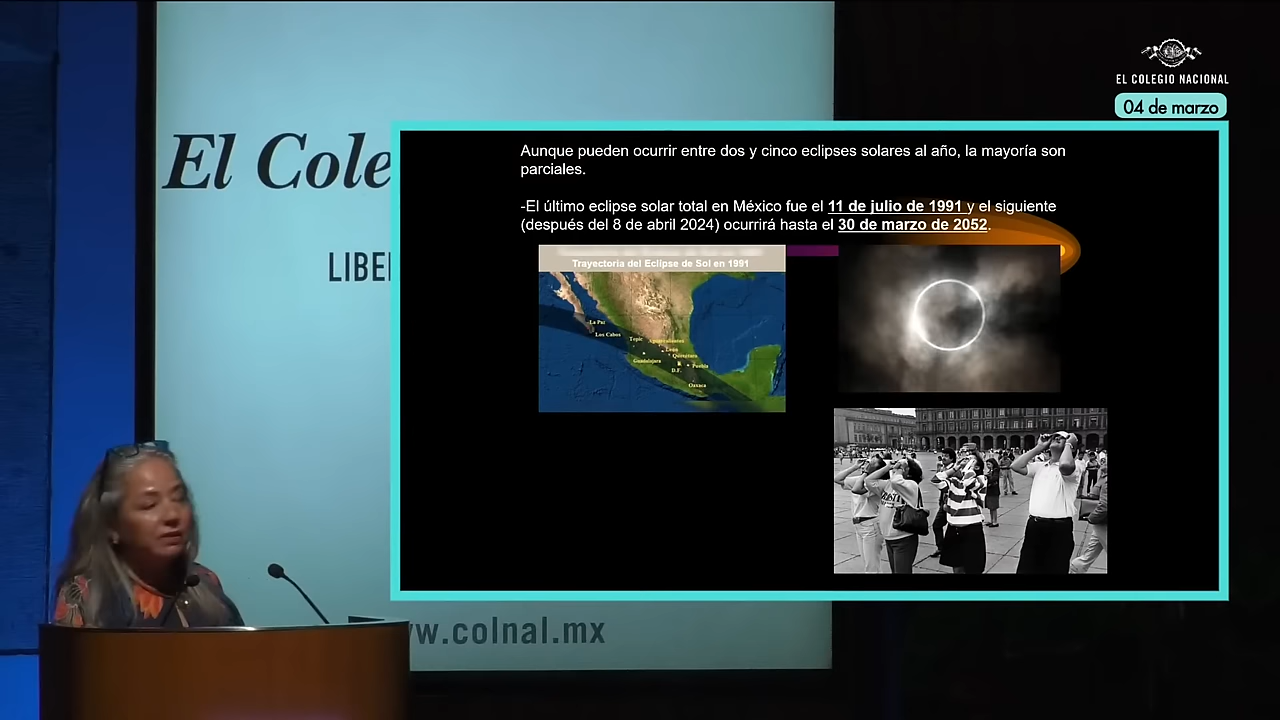 EL COLEGIO NACIONAL
04 de marzo
El Cole
LIBE
Aunque pueden ocurrir entre dos y cinco eclipses solares al año, la mayoría son
parciales.
-El último eclipse solar total en México fue el 11 de julio de 1991 y el siguiente
(después del 8 de abril 2024) ocurrirá hasta el 30 de marzo de 2052.
Trayectoria del Eclipse de Sol en 1991
La Paz
Los Cabos
Tepic
Aguascalientes
León
Guadalajara
Querétaro
D.F.
Puebla
Oaxaca
w.colnal.mx